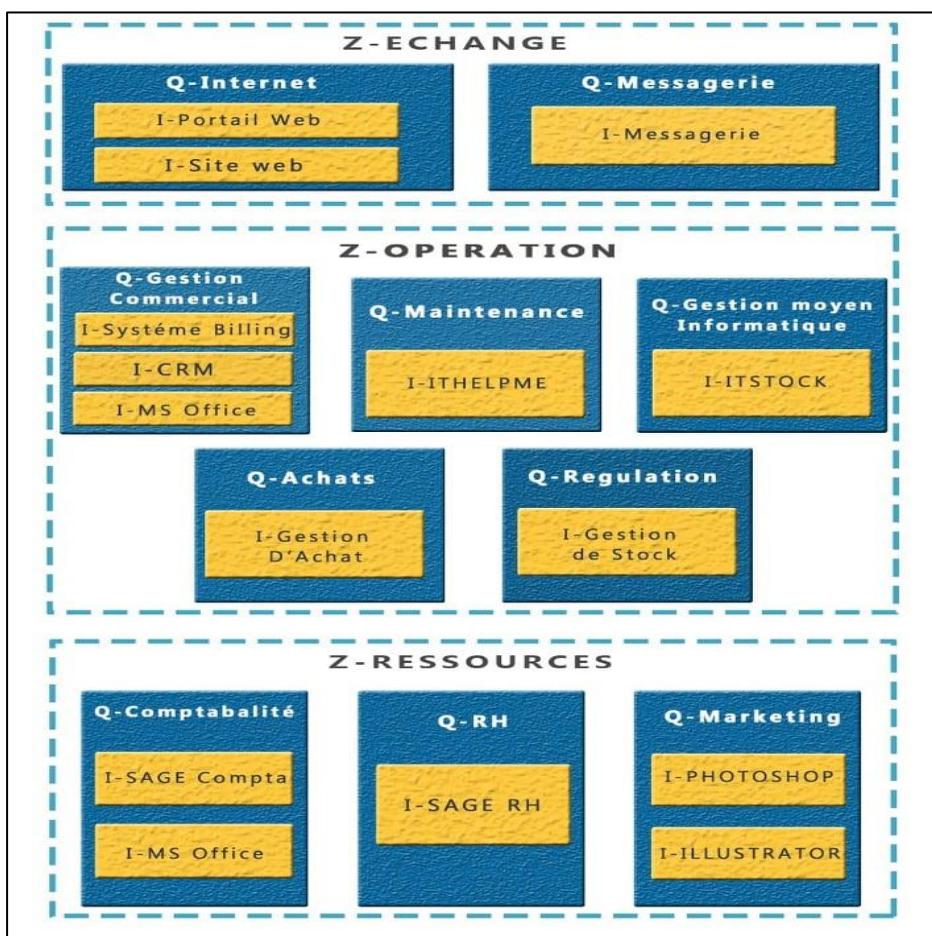 Z-ECHANGE
Q-Internet
I-Portail Web
I-Site web
Q-Messagerie
I-Messagerie
Z-OPERATION
Q-Gestion
Commercial
I-Systéme Billing
I-CRM
I-MS Office
Q-Maintenance
I-ITHELPME
Q-Gestion moyen
Informatique
I-ITSTOCK
Q-Achats
I-Gestion
D'Achat
Q-Regulation
I-Gestion
de Stock
Z-RESSOURCES
Q-Comptabalité
I-SAGE Compta
I-MS Office
Q-RH
I-SAGE RH
Q-Marketing
I-PHOTOSHOP
I-ILLUSTRATOR